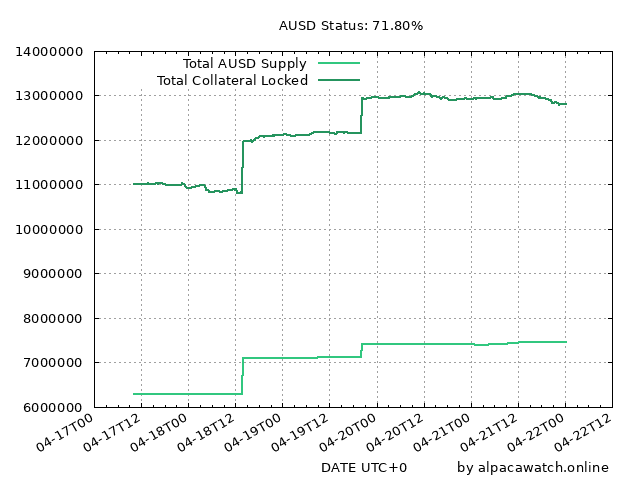 AUSD Status: 71.80%
14000000
Total AUSD Supply
Total Collateral Locked
13000000
12000000
11000000
10000000
9000000
8000000
7000000
6000000
04-17T00
04-17T12
04-18T00
04-18T12
04-19T00
04-19T12
04-20T00
04-20T12
04-21T00
04-21T12
04-22T00
04-22T12
DATE UTC+0
by alpacawatch.online